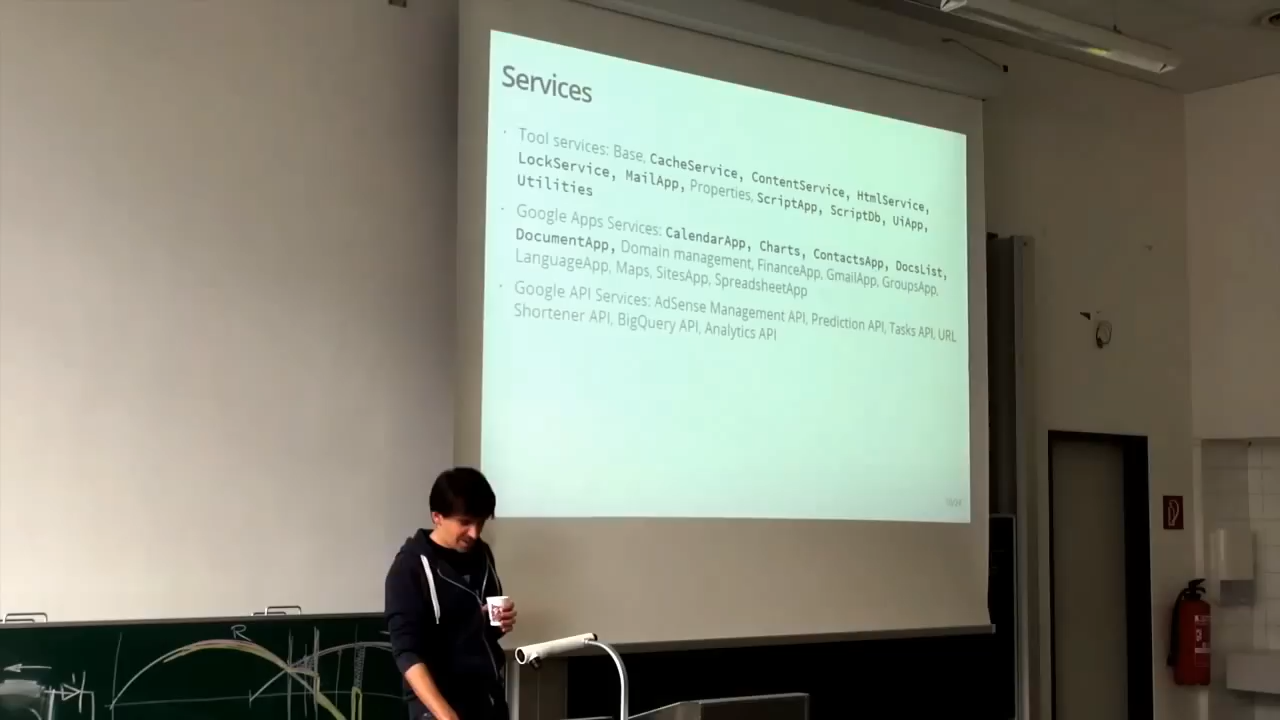 Services
· Tool services: Base, CacheService, ContentService, HtmlService,
LockService, MailApp, Properties, ScriptApp, ScriptDb, UiApp,
Utilities
· Google Apps Services: CalendarApp, Charts, ContactsApp, DocsList,
DocumentApp, Domain management, FinanceApp, GmailApp, GroupsApp,
LanguageApp, Maps, SitesApp, SpreadsheetApp
· Google API Services: AdSense Management API, Prediction API, Tasks API, URL
Shortener API, BigQuery API, Analytics API
R